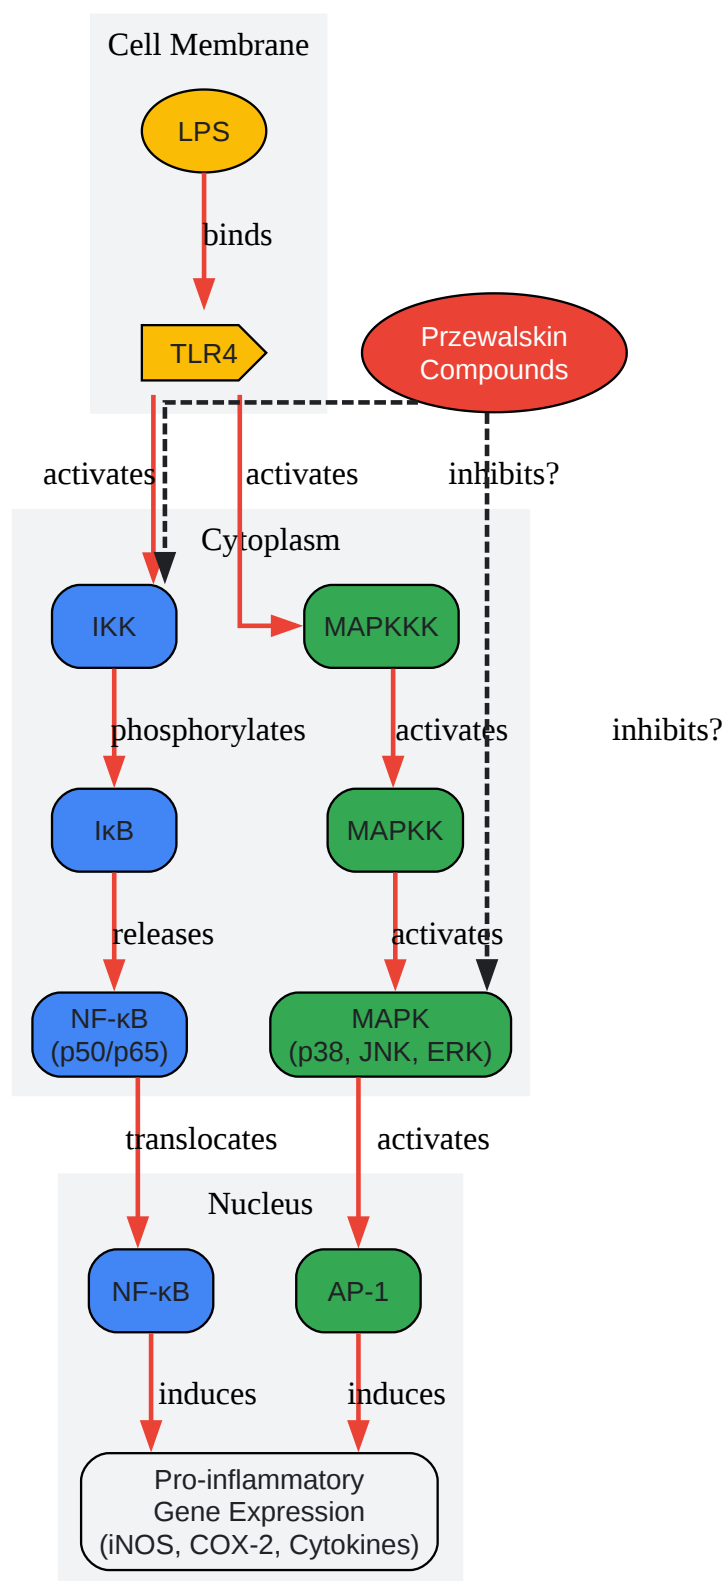 Cell Membrane
LPS
binds
TLR4
Przewalskin
Compounds
activates
activates
inhibits?
Cytoplasm
IKK
MAPKKK
phosphorylates
activates
inhibits?
IκB
MAPKK
releases
activates
NF-κB
(p50/p65)
MAPK
(p38, JNK, ERK)
translocates
activates
Nucleus
NF-κB
AP-1
induces
induces
Pro-inflammatory
Gene Expression
(iNOS, COX-2, Cytokines)